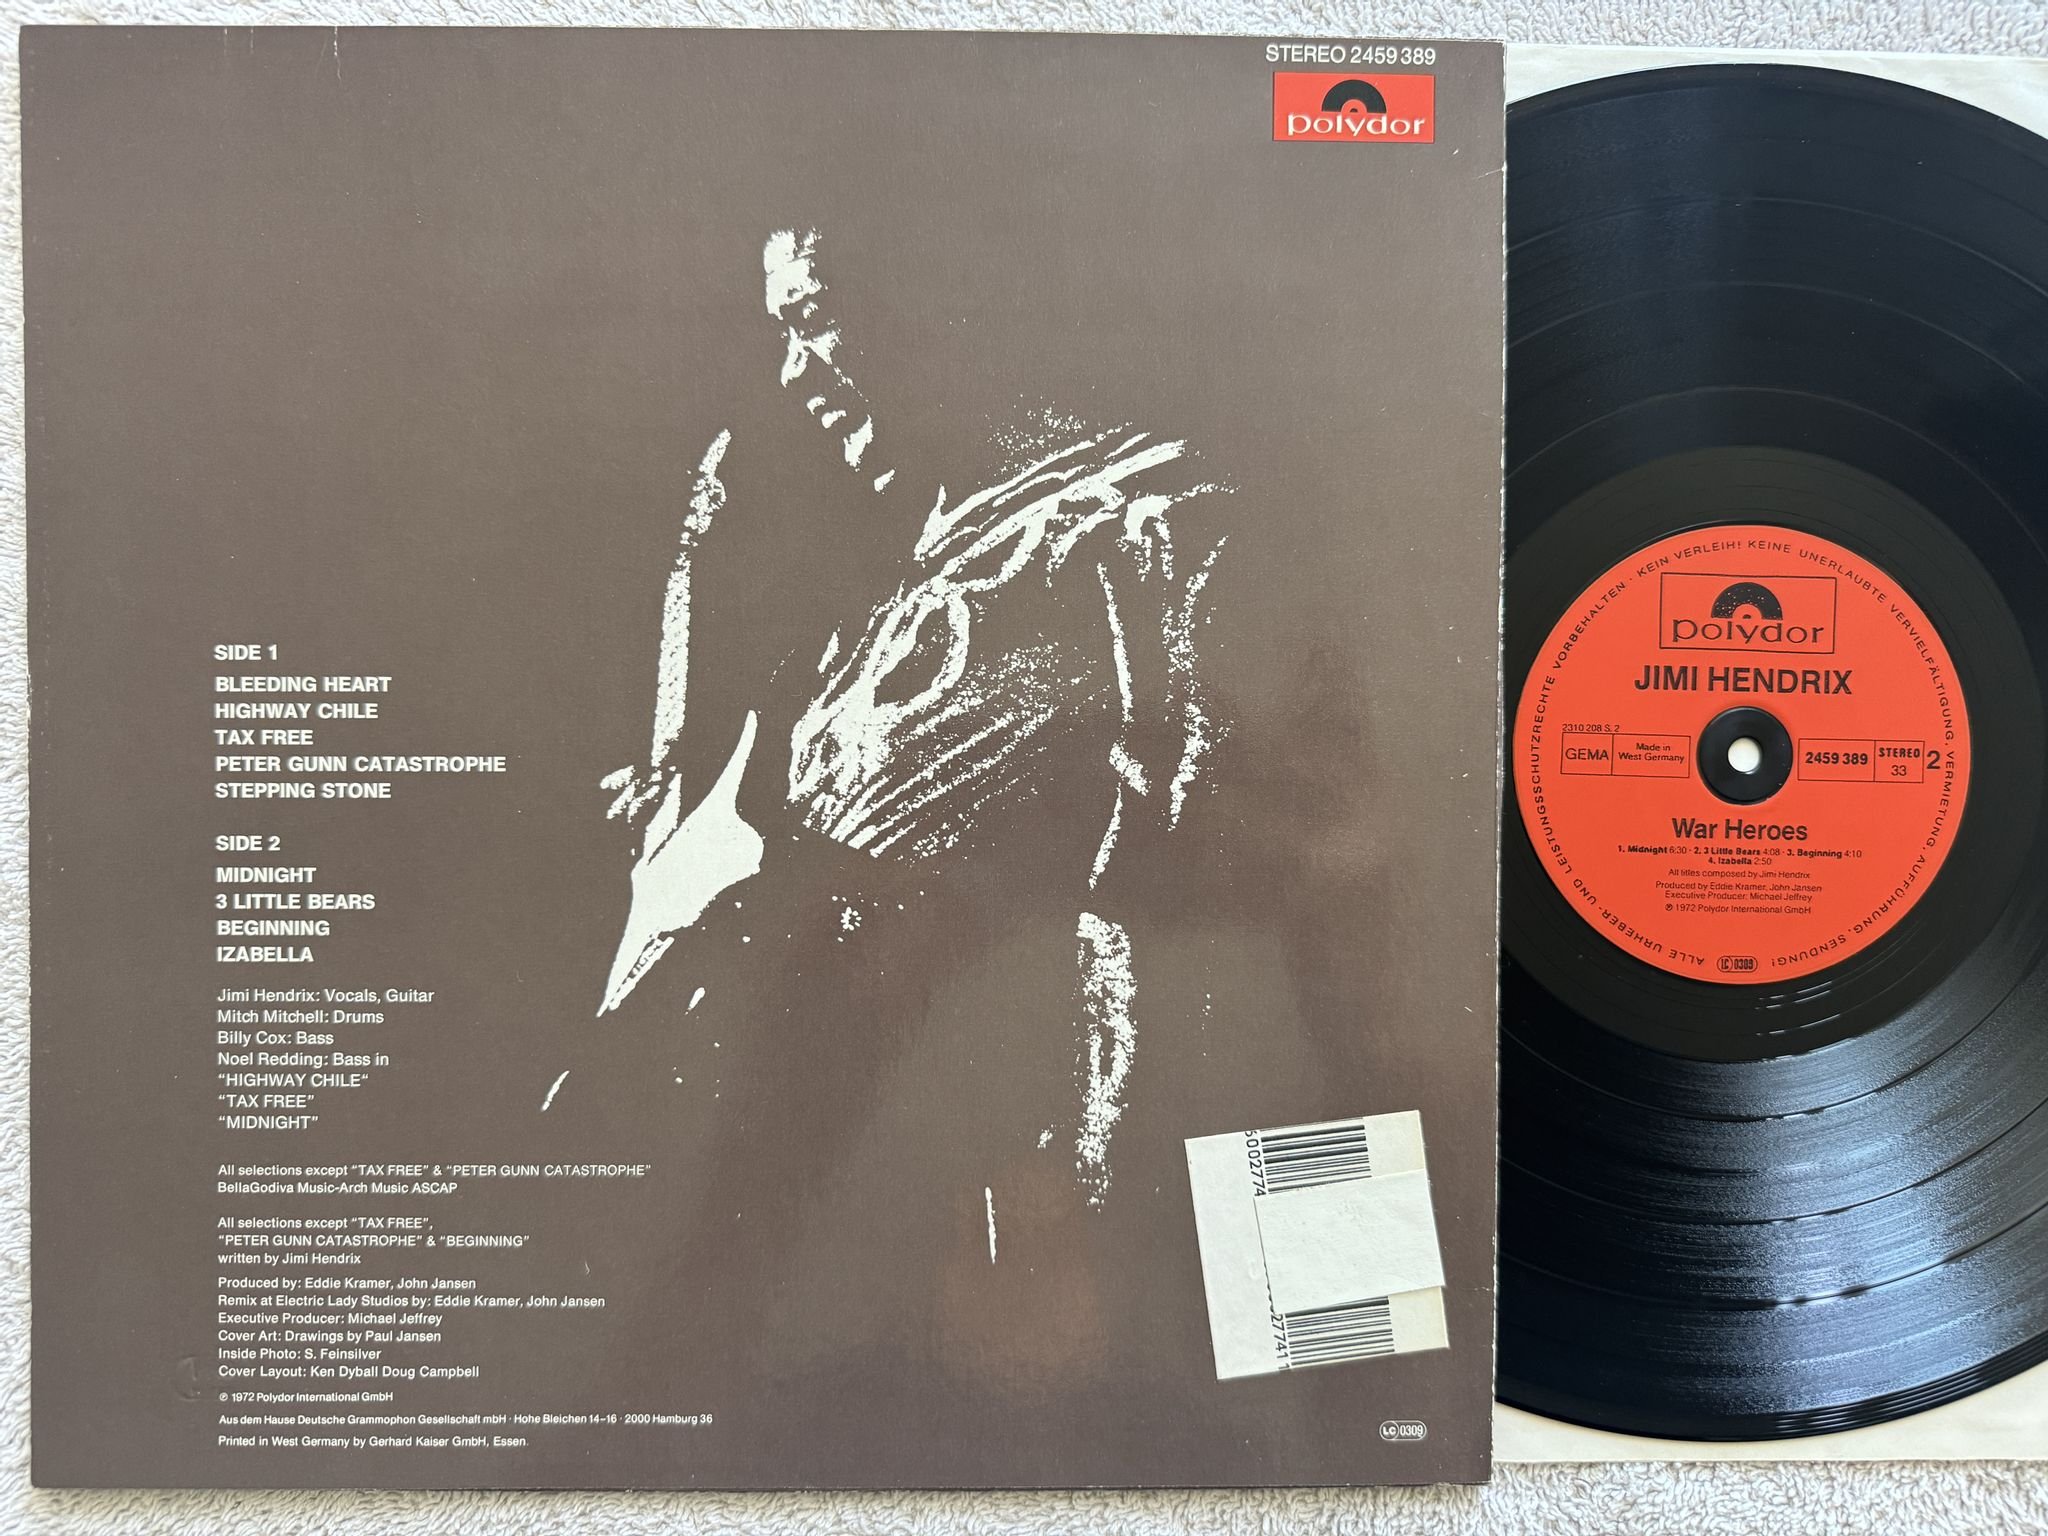 STEREO 2459 389
polydor
SIDE 1
BLEEDING HEART
HIGHWAY CHILE
TAX FREE
PETER GUNN CATASTROPHE
STEPPING STONE
SIDE 2
MIDNIGHT
3 LITTLE BEARS
BEGINNING
IZABELLA
Jimi Hendrix: Vocals, Guitar
Mitch Mitchell: Drums
Billy Cox: Bass
Noel Redding: Bass in
“HIGHWAY CHILE“
“TAX FREE”
“MIDNIGHT”
All selections except “TAX FREE” & “PETER GUNN CATASTROPHE”
BellaGodiva Music-Arch Music ASCAP
All selections except “TAX FREE”,
“PETER GUNN CATASTROPHE” & “BEGINNING”
written by Jimi Hendrix
Produced by: Eddie Kramer, John Jansen
Remix at Electric Lady Studios by: Eddie Kramer, John Jansen
Executive Producer: Michael Jeffrey
Cover Art: Drawings by Paul Jansen
Inside Photo: S. Feinsilver
Cover Layout: Ken Dyball Doug Campbell
℗ 1972 Polydor International GmbH
Aus dem Hause Deutsche Grammophon Gesellschaft mbH · Hohe Bleichen 14-16 · 2000 Hamburg 36
Printed in West Germany by Gerhard Kaiser GmbH, Essen.
LC 0309
6002774
27741
ALLE URHEBER- UND LEISTUNGSSCHUTZRECHTE VORBEHALTEN · KEIN VERLEIH! KEINE UNERLAUBTE VERVIELFÄLTIGUNG, VERMIETUNG, AUFFÜHRUNG, SENDUNG!
polydor
JIMI HENDRIX
2310 208 S. 2
GEMA
Made in
West Germany
2459 389
STEREO
33
2
War Heroes
1. Midnight 6:30 · 2. 3 Little Bears 4:08 · 3. Beginning 4:10
4. Izabella 2:50
All titles composed by Jimi Hendrix
Produced by Eddie Kramer, John Jansen
Executive Producer: Michael Jeffrey
℗ 1972 Polydor International GmbH
LC 0309